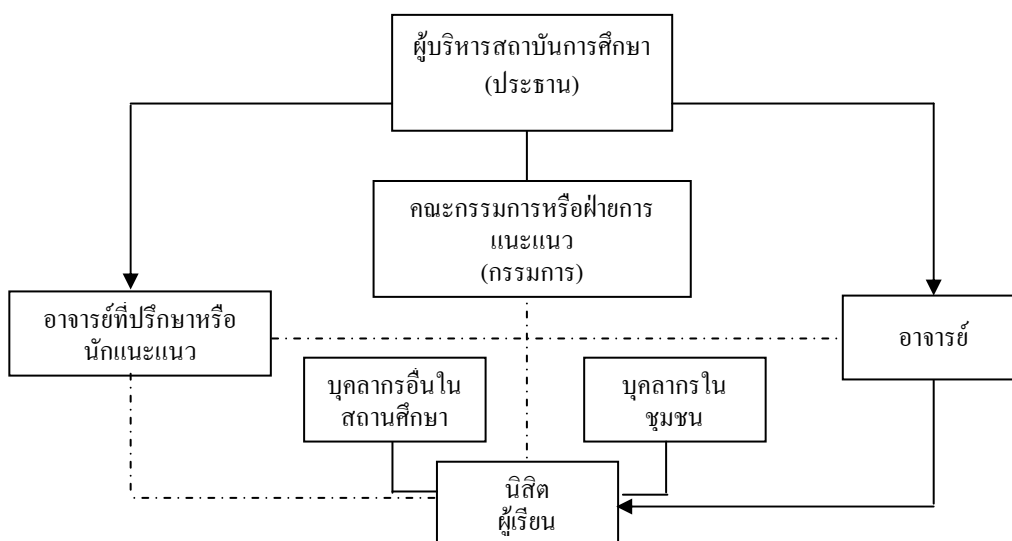 ผู้บริหารสถาบันการศึกษา
(ประธาน)
คณะกรรมการหรือฝ่ายการ
แนะแนว
(กรรมการ)
อาจารย์ที่ปรึกษาหรือ
นักแนะแนว
อาจารย์
บุคลากรอื่นใน
สถานศึกษา
บุคลากรใน
ชุมชน
นิสิต
ผู้เรียน